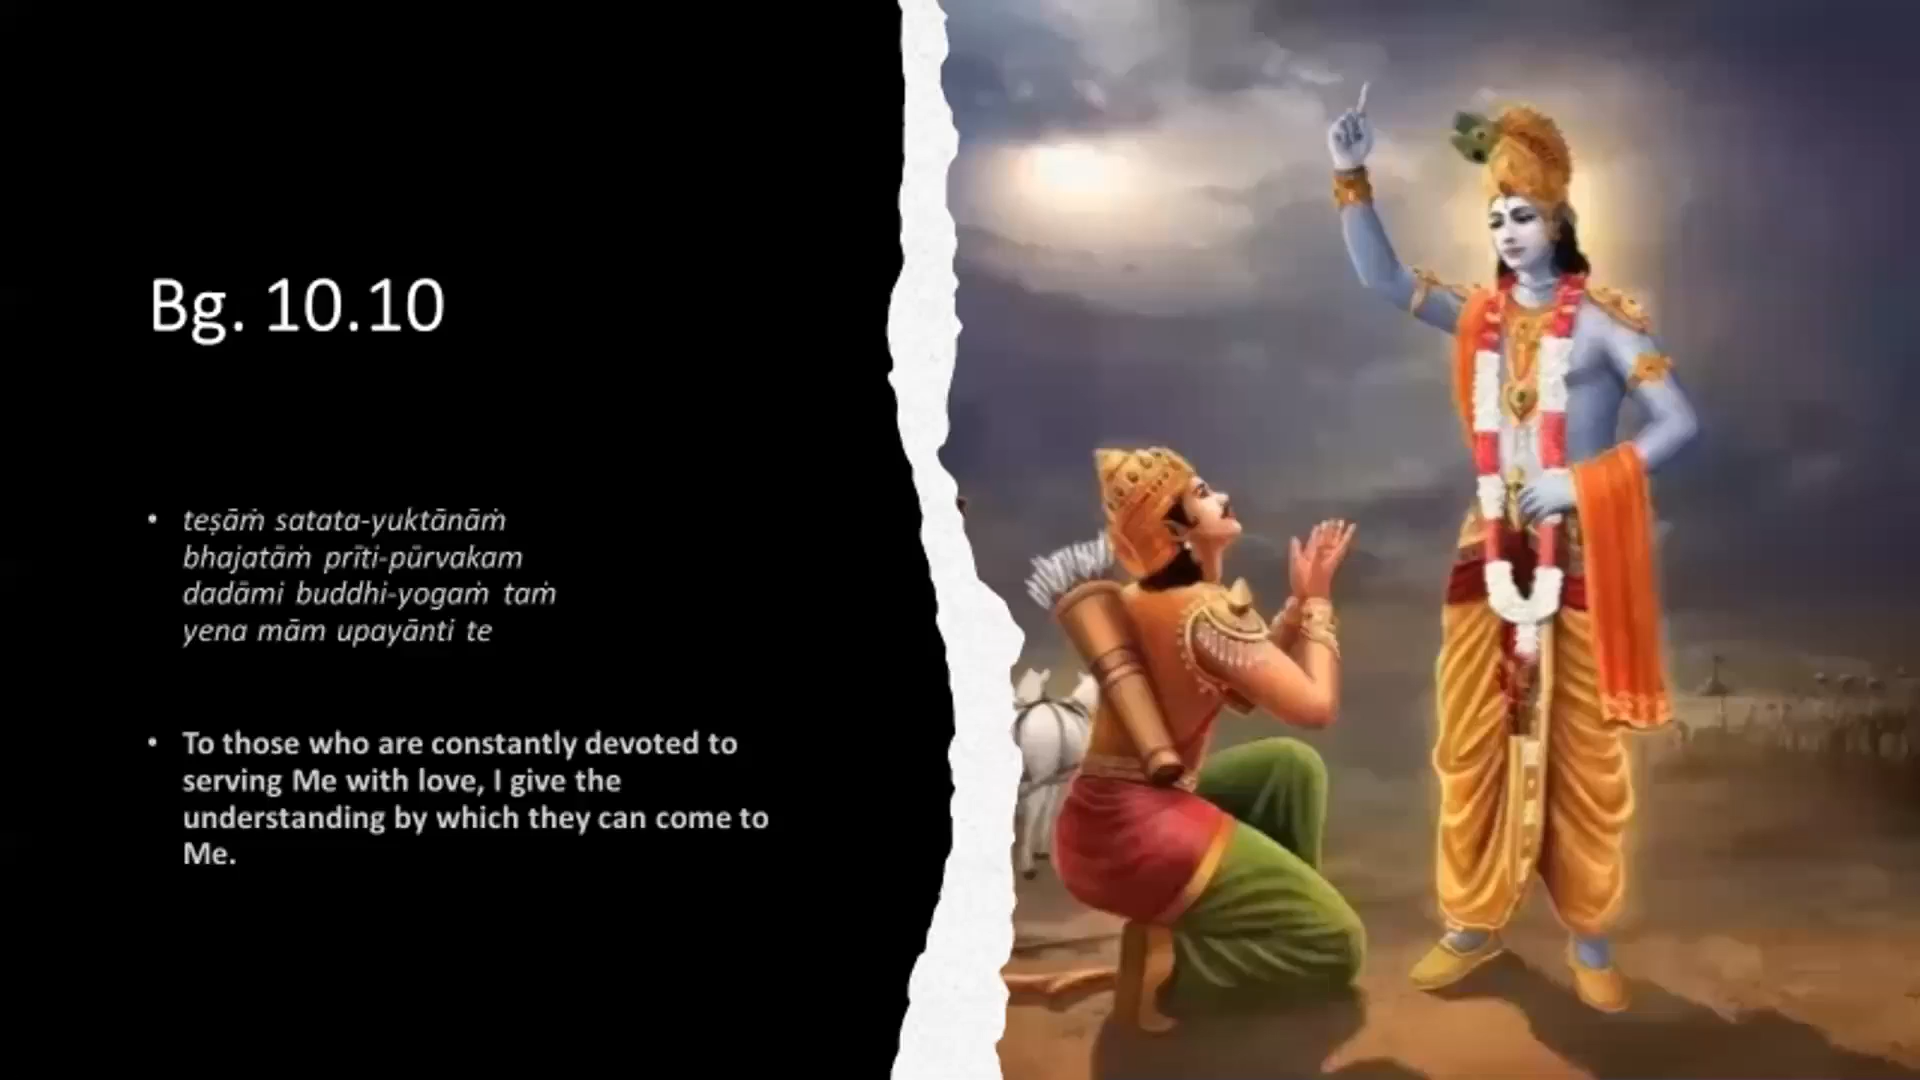 Bg. 10.10
• teṣāṁ satata-yuktānāṁ
bhajatāṁ prīti-pūrvakam
dadāmi buddhi-yogaṁ taṁ
yena mām upayānti te
• To those who are constantly devoted to
serving Me with love, I give the
understanding by which they can come to
Me.